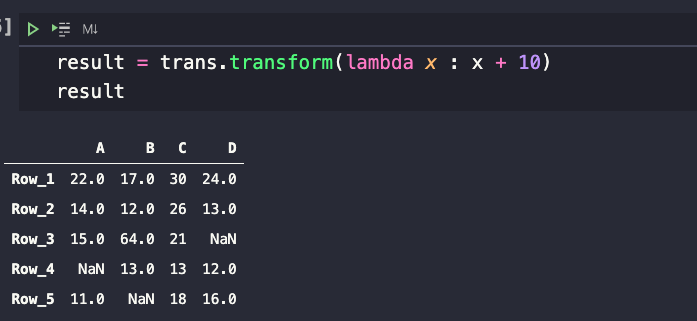 ] M↓
result = trans.transform(lambda x : x + 10)
result
A B C D
Row_1 22.0 17.0 30 24.0
Row_2 14.0 12.0 26 13.0
Row_3 15.0 64.0 21 NaN
Row_4 NaN 13.0 13 12.0
Row_5 11.0 NaN 18 16.0